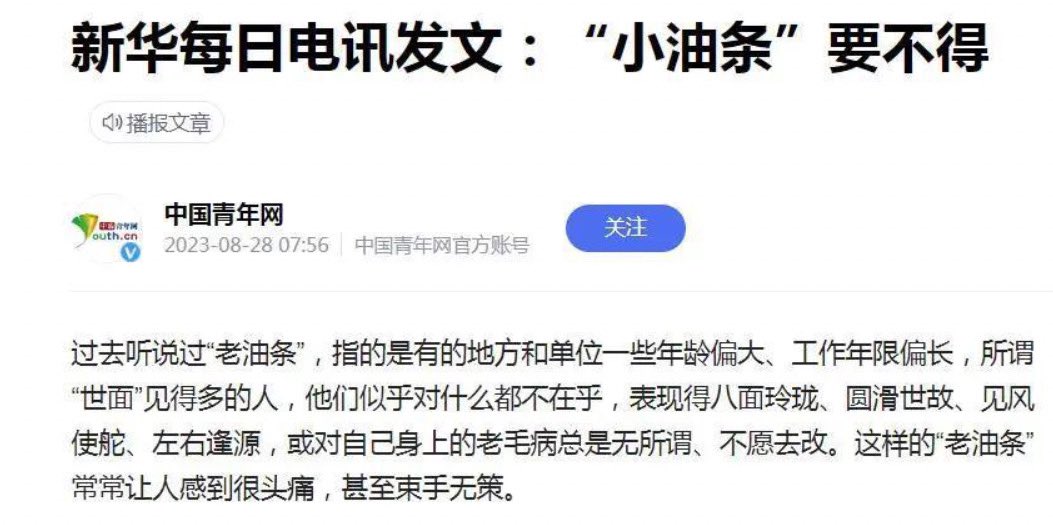 新华每日电讯发文：“小油条”要不得
播报文章
中国青年网
2023-08-28 07:56 中国青年网官方账号
关注
中国青年网
outh.cn
过去听说过“老油条”，指的是有的地方和单位一些年龄偏大、工作年限偏长，所谓
“世面”见得多的人，他们似乎对什么都不在乎，表现得八面玲珑、圆滑世故、见风
使舵、左右逢源，或对自己身上的老毛病总是无所谓、不愿去改。这样的“老油条”
常常让人感到很头痛，甚至束手无策。